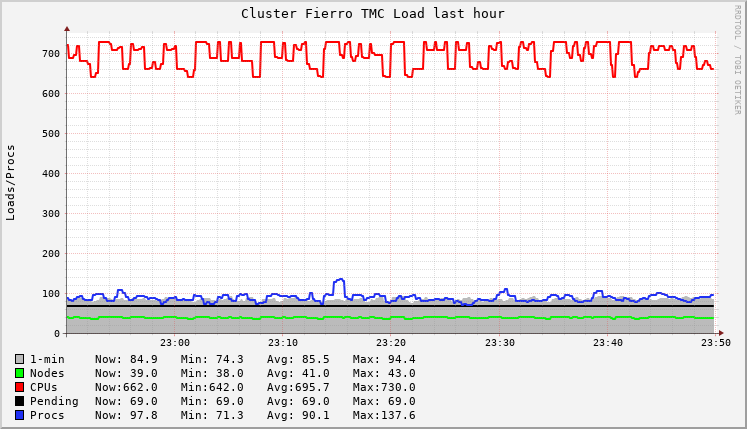 Cluster Fierro TMC Load last hour
RRDTOOL / TOBI OETIKER
Loads/Procs
700
600
500
400
300
200
100
0
23:00 23:10 23:20 23:30 23:40 23:50
1-min Now: 84.9 Min: 74.3 Avg: 85.5 Max: 94.4
Nodes Now: 39.0 Min: 38.0 Avg: 41.0 Max: 43.0
CPUs Now:662.0 Min:642.0 Avg:695.7 Max:730.0
Pending Now: 69.0 Min: 69.0 Avg: 69.0 Max: 69.0
Procs Now: 97.8 Min: 71.3 Avg: 90.1 Max:137.6